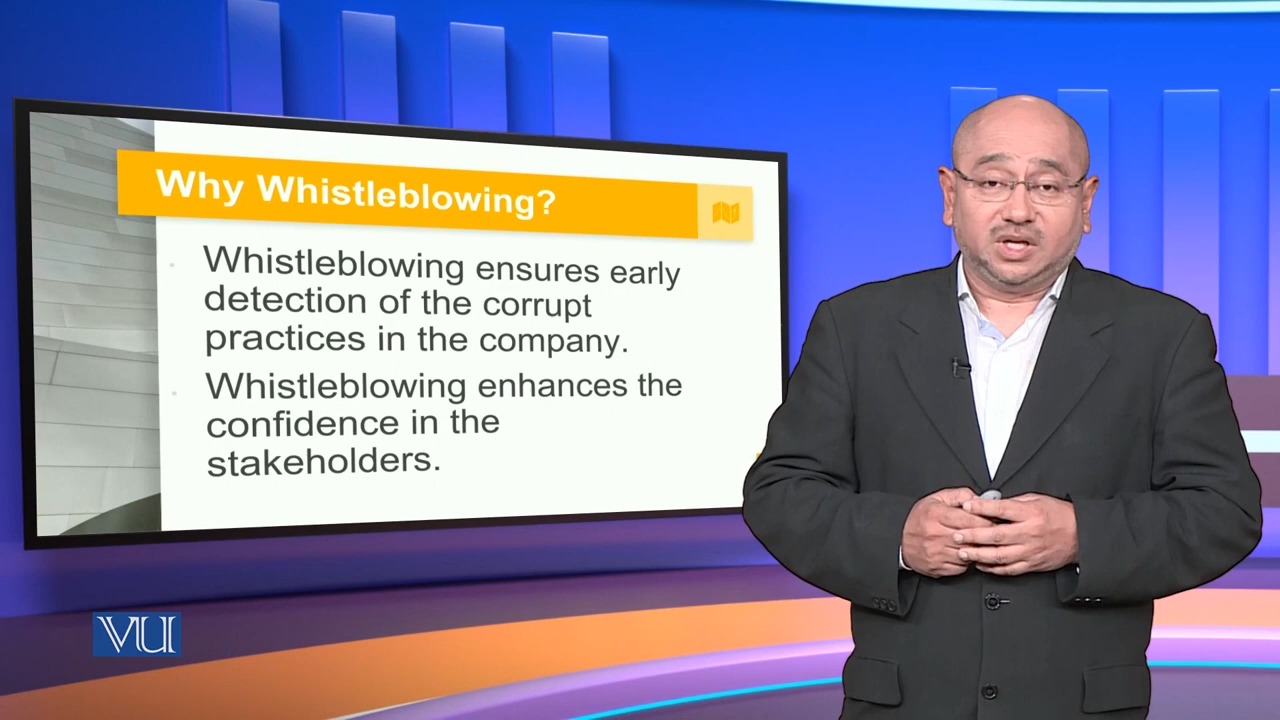 Why Whistleblowing?
Whistleblowing ensures early
detection of the corrupt
practices in the company.
Whistleblowing enhances the
confidence in the
stakeholders.
VU